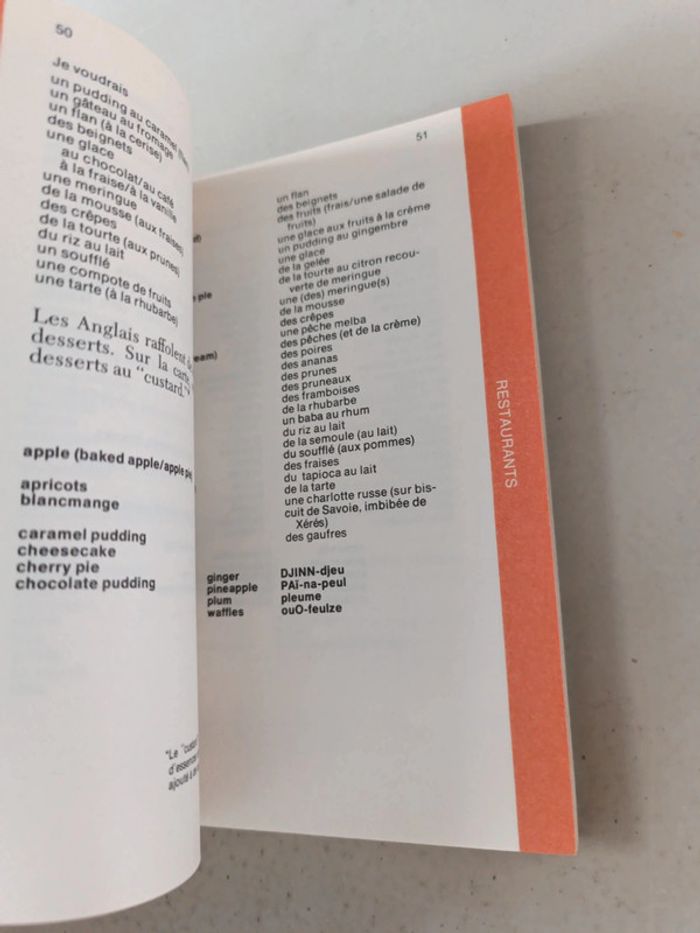 50
Je voudrais
un pudding au caramel
un gâteau au fromage
un flan (à la cerise)
des beignets
une glace
au chocolat/au café
à la fraise/à la vanille
une meringue
de la mousse (aux fraises)
des crêpes
de la tourte (aux prunes)
du riz au lait
un soufflé
une compote de fruits
une tarte (à la rhubarbe)
Les Anglais raffolent
desserts. Sur la carte
desserts au "custard."
apple (baked apple/apple pie)
apricots
blancmange
caramel pudding
cheesecake
cherry pie
chocolate pudding
"Le "custard
d'essence
ajouté à
51
un flan
des beignets
des fruits (frais/une salade de
fruits)
une glace aux fruits à la crème
un pudding au gingembre
une glace
de la gelée
de la tourte au citron recou-
verte de meringue
une (des) meringue(s)
de la mousse
des crêpes
une pêche melba
des pêches (et de la crème)
des poires
des ananas
des prunes
des pruneaux
des framboises
de la rhubarbe
un baba au rhum
du riz au lait
de la semoule (au lait)
du soufflé (aux pommes)
des fraises
du tapioca au lait
de la tarte
une charlotte russe (sur bis-
cuit de Savoie, imbibée de
Xérés)
des gaufres
ginger DJINN-djeu
pineapple PAï-na-peul
plum pleume
waffles ouO-feulze
RESTAURANTS